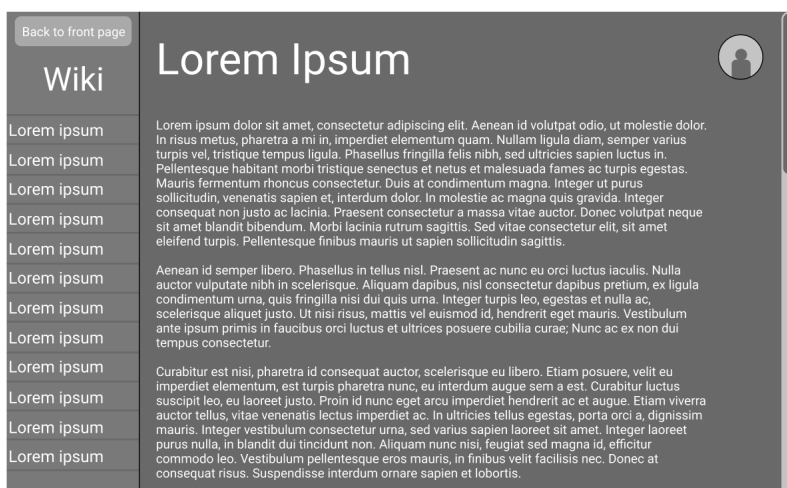 Back to front page
Wiki
Lorem ipsum
Lorem ipsum
Lorem ipsum
Lorem ipsum
Lorem ipsum
Lorem ipsum
Lorem ipsum
Lorem ipsum
Lorem ipsum
Lorem ipsum
Lorem ipsum
Lorem ipsum
Lorem Ipsum
Lorem ipsum dolor sit amet, consectetur adipiscing elit. Aenean id volutpat odio, ut molestie dolor.
In risus metus, pharetra a mi in, imperdiet elementum quam. Nullam ligula diam, semper varius
turpis vel, tristique tempus ligula. Phasellus fringilla felis nibh, sed ultricies sapien luctus in.
Pellentesque habitant morbi tristique senectus et netus et malesuada fames ac turpis egestas.
Mauris fermentum rhoncus consectetur. Duis at condimentum magna. Integer ut purus
sollicitudin, venenatis sapien et, interdum dolor. In molestie ac magna quis gravida. Integer
consequat non justo ac lacinia. Praesent consectetur a massa vitae auctor. Donec volutpat neque
sit amet blandit bibendum. Morbi lacinia rutrum sagittis. Sed vitae consectetur elit, sit amet
eleifend turpis. Pellentesque finibus mauris ut sapien sollicitudin sagittis.
Aenean id semper libero. Phasellus in tellus nisl. Praesent ac nunc eu orci luctus iaculis. Nulla
auctor vulputate nibh in scelerisque. Aliquam dapibus, nisl consectetur dapibus pretium, ex ligula
condimentum urna, quis fringilla nisi dui quis urna. Integer turpis leo, egestas et nulla ac,
scelerisque aliquet justo. Ut nisi risus, mattis vel euismod id, hendrerit eget mauris. Vestibulum
ante ipsum primis in faucibus orci luctus et ultrices posuere cubilia curae; Nunc ac ex non dui
tempus consectetur.
Curabitur est nisi, pharetra id consequat auctor, scelerisque eu libero. Etiam posuere, velit eu
imperdiet elementum, est turpis pharetra nunc, eu interdum augue sem a est. Curabitur luctus
suscipit leo, eu laoreet justo. Proin id nunc eget arcu imperdiet hendrerit ac et augue. Etiam viverra
auctor tellus, vitae venenatis lectus imperdiet ac. In ultricies tellus egestas, porta orci a, dignissim
mauris. Integer vestibulum consectetur urna, sed varius sapien laoreet sit amet. Integer laoreet
purus nulla, in blandit dui tincidunt non. Aliquam nunc nisi, feugiat sed magna id, efficitur
commodo leo. Vestibulum pellentesque eros mauris, in finibus velit facilisis nec. Donec at
consequat risus. Suspendisse interdum ornare sapien et lobortis.